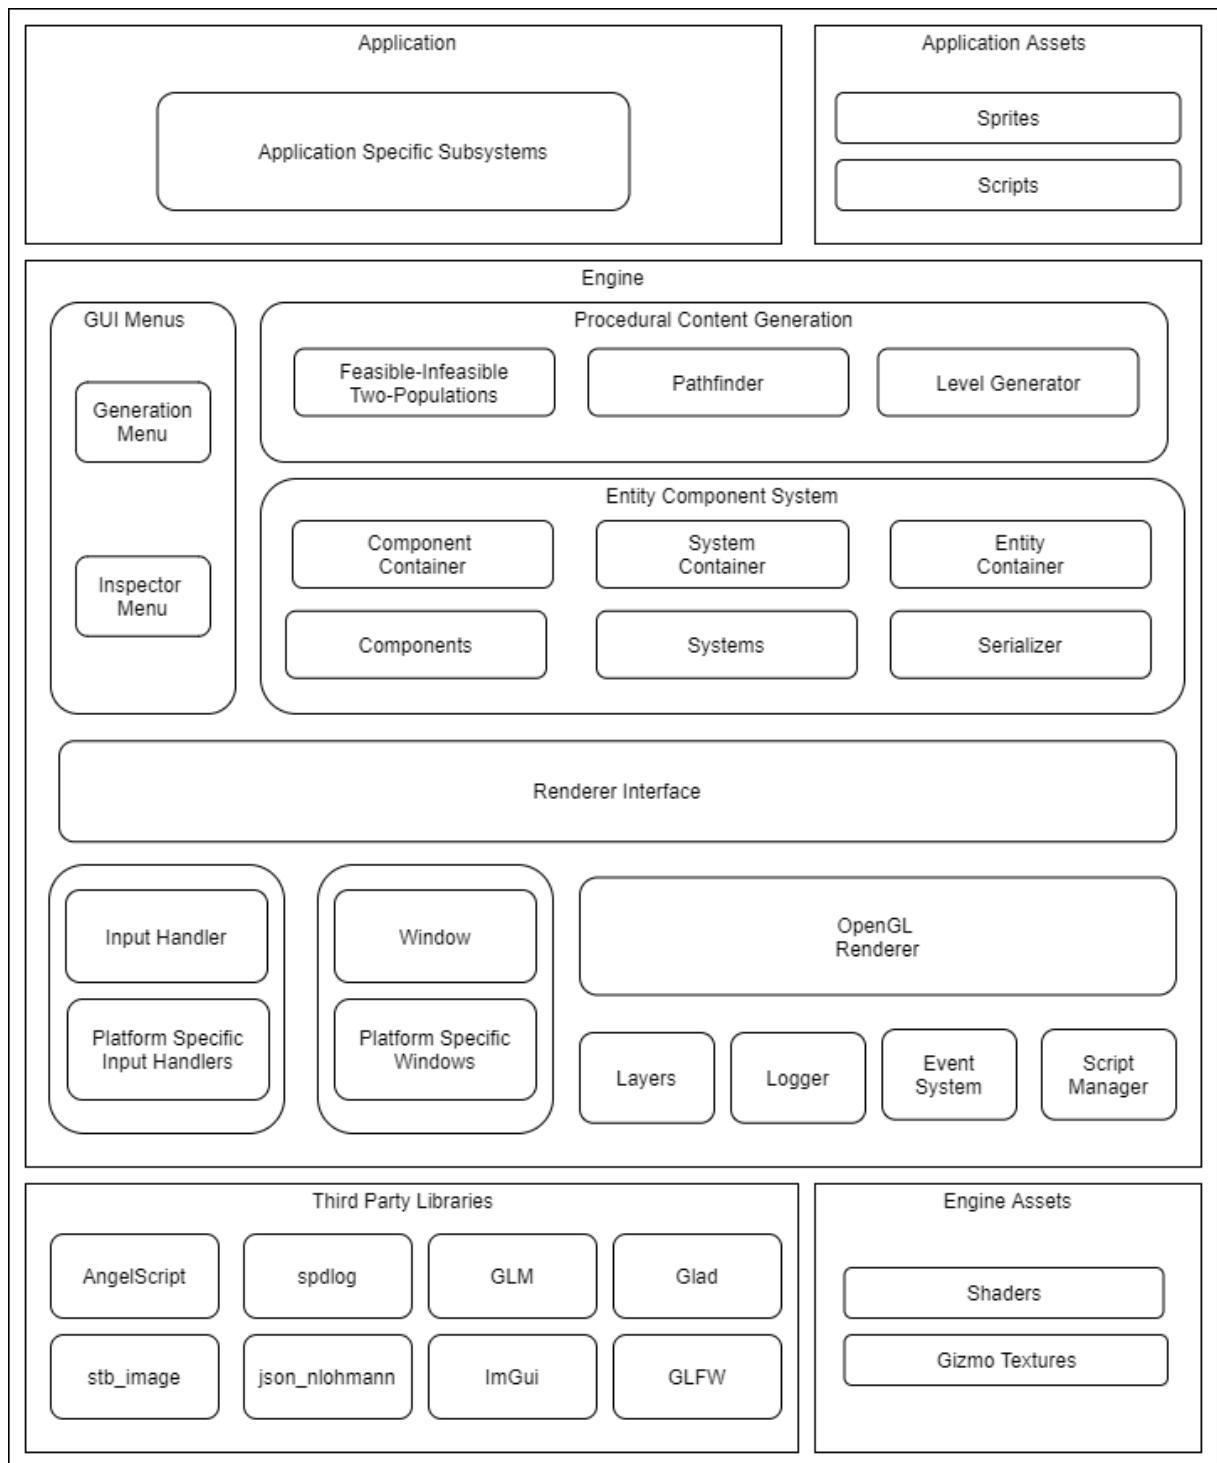 Application
Application Specific Subsystems
Application Assets
Sprites
Scripts
Engine
GUI Menus
Generation
Menu
Inspector
Menu
Procedural Content Generation
Feasible-Infeasible
Two-Populations
Pathfinder
Level Generator
Entity Component System
Component
Container
System
Container
Entity
Container
Components
Systems
Serializer
Renderer Interface
Input Handler
Platform Specific
Input Handlers
Window
Platform Specific
Windows
OpenGL
Renderer
Layers
Logger
Event
System
Script
Manager
Third Party Libraries
AngelScript
spdlog
GLM
Glad
stb_image
json_nlohmann
ImGui
GLFW
Engine Assets
Shaders
Gizmo Textures